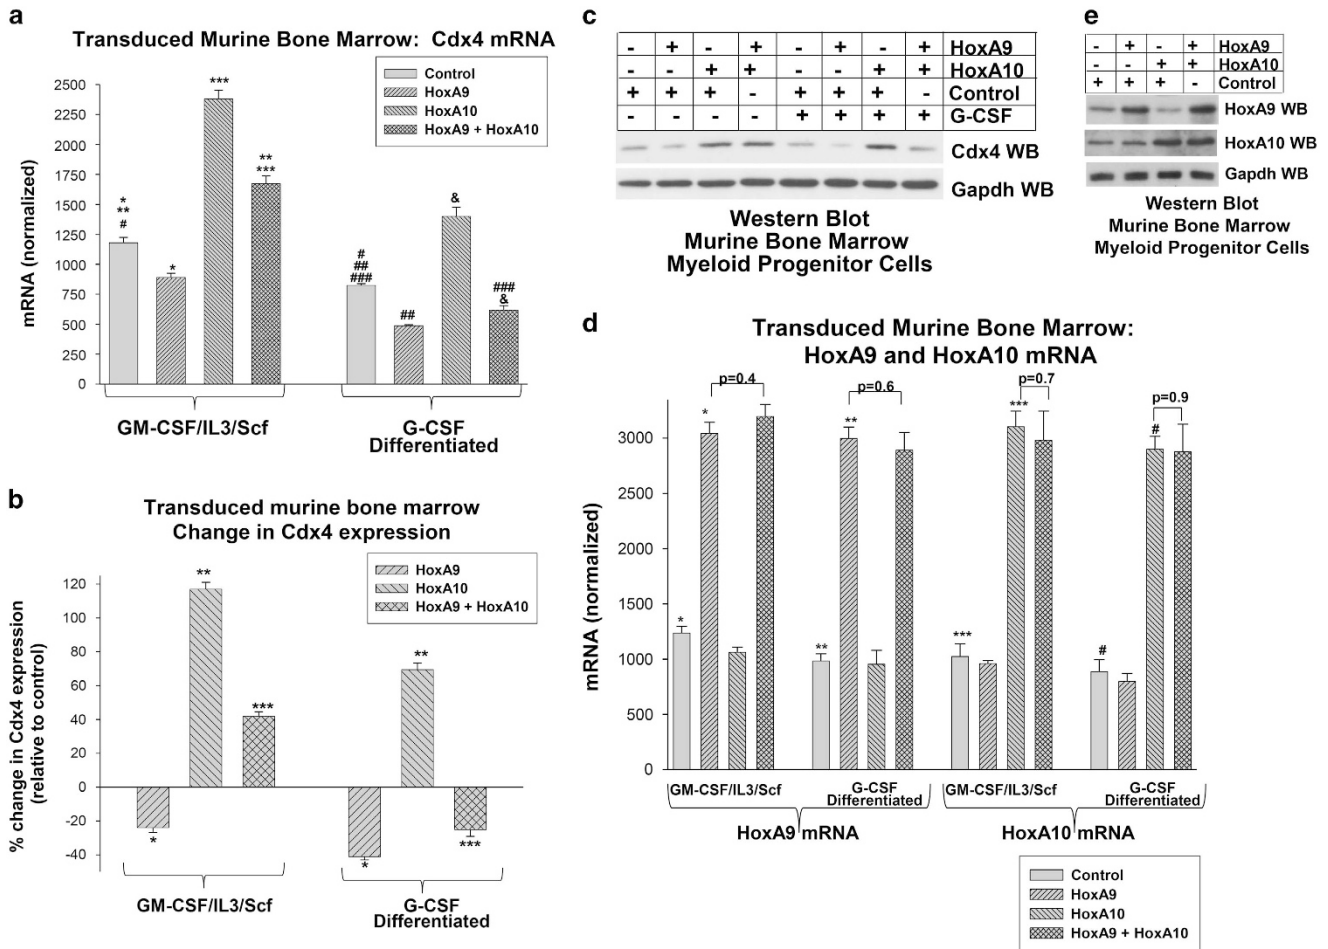 a
Transduced Murine Bone Marrow: Cdx4 mRNA
Control
HoxA9
HoxA10
HoxA9 + HoxA10
mRNA (normalized)
2500
2250
2000
1750
1500
1250
1000
750
500
250
0
*
**
#
*
***
**
***
#
##
###
##
&
###
&
GM-CSF/IL3/Scf
G-CSF
Differentiated
b
Transduced murine bone marrow
Change in Cdx4 expression
HoxA9
HoxA10
HoxA9 + HoxA10
% change in Cdx4 expression
(relative to control)
120
100
80
60
40
20
0
-20
-40
*
**
***
*
**
***
GM-CSF/IL3/Scf
G-CSF
Differentiated
c
- + - + - + - + HoxA9
- - + + - - + + HoxA10
+ + + - + + + - Control
- - - - + + + + G-CSF
Cdx4 WB
Gapdh WB
Western Blot
Murine Bone Marrow
Myeloid Progenitor Cells
e
- + - + HoxA9
- - + + HoxA10
+ + + - Control
HoxA9 WB
HoxA10 WB
Gapdh WB
Western Blot
Murine Bone Marrow
Myeloid Progenitor Cells
d
Transduced Murine Bone Marrow:
HoxA9 and HoxA10 mRNA
p=0.4
p=0.6
p=0.7
p=0.9
mRNA (normalized)
3000
2500
3000
1500
1000
500
0
*
*
**
**
***
***
#
#
GM-CSF/IL3/Scf
G-CSF
Differentiated
GM-CSF/IL3/Scf
G-CSF
Differentiated
HoxA9 mRNA
HoxA10 mRNA
Control
HoxA9
HoxA10
HoxA9 + HoxA10